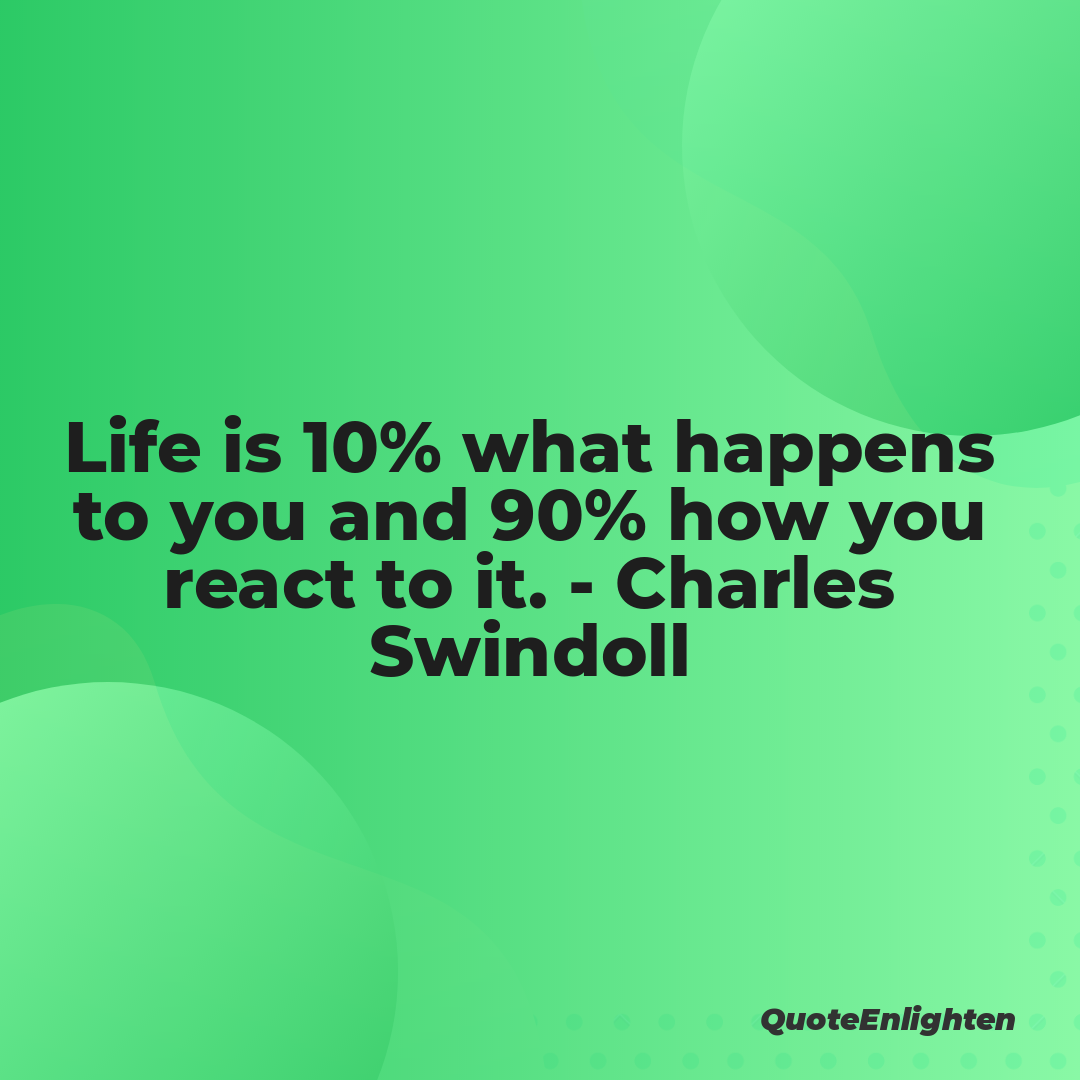 Life is 10% what happens
to you and 90% how you
react to it. - Charles
Swindoll
QuoteEnlighten